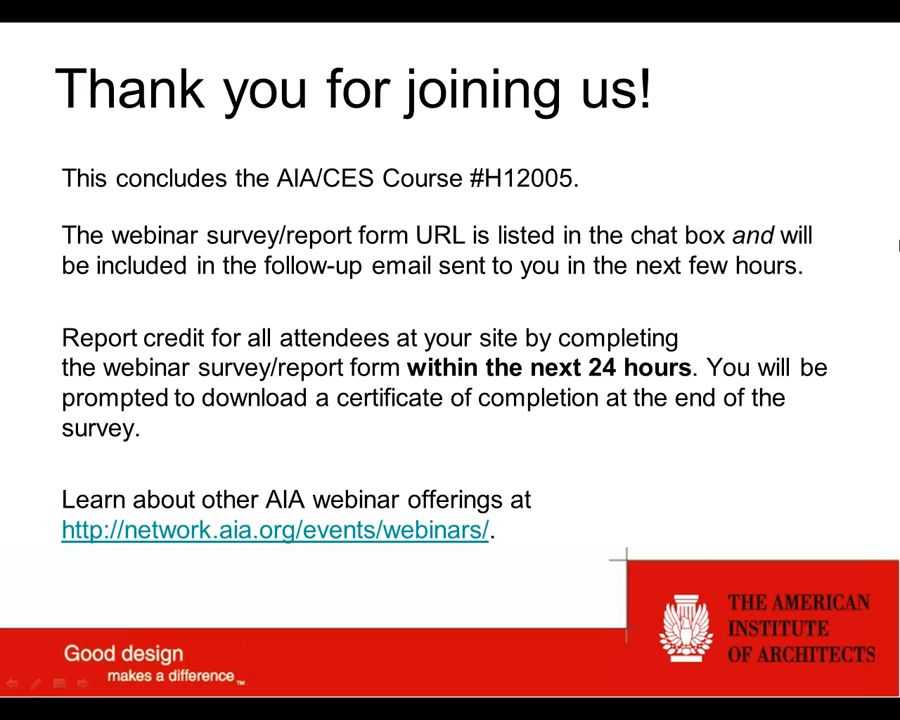 Thank you for joining us!
This concludes the AIA/CES Course #H12005.
The webinar survey/report form URL is listed in the chat box and will
be included in the follow-up email sent to you in the next few hours.
Report credit for all attendees at your site by completing
the webinar survey/report form within the next 24 hours. You will be
prompted to download a certificate of completion at the end of the
survey.
Learn about other AIA webinar offerings at
http://network.aia.org/events/webinars/.
THE AMERICAN
INSTITUTE
OF ARCHITECTS
Good design
makes a difference™